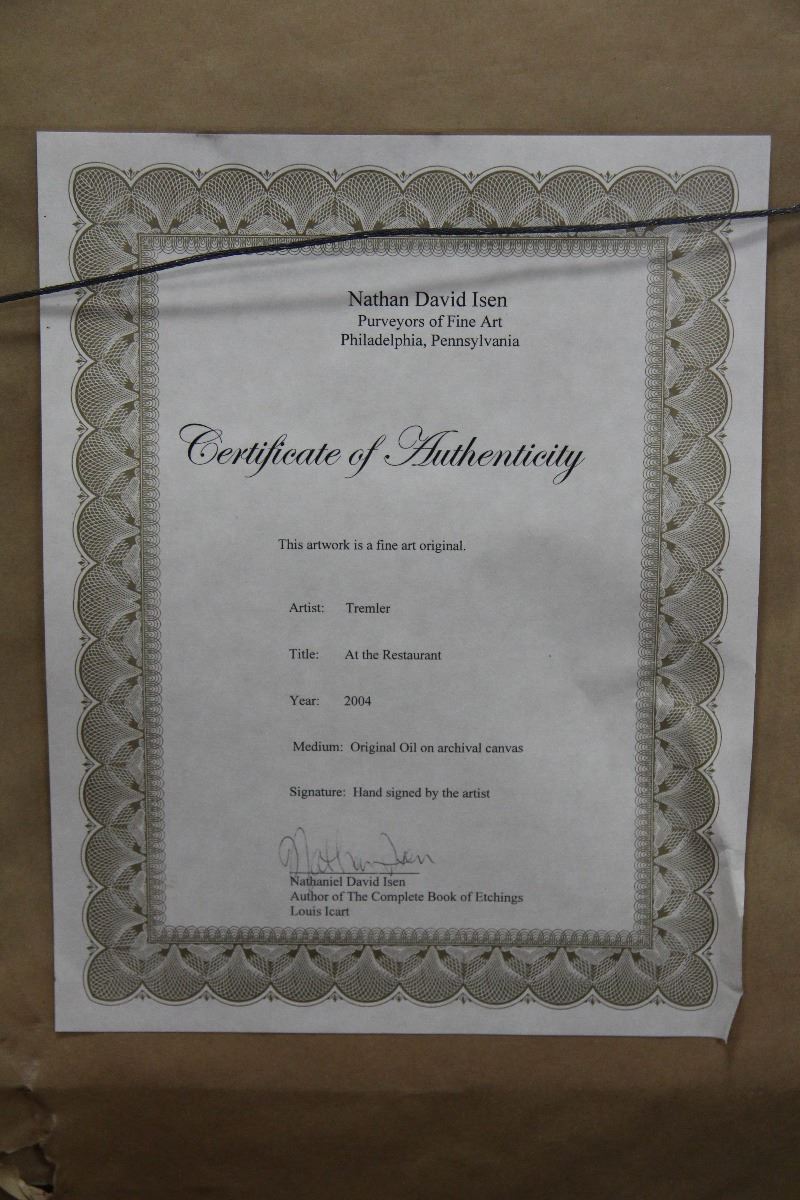 Nathan David Isen
Purveyors of Fine Art
Philadelphia, Pennsylvania
Certificate of Authenticity
This artwork is a fine art original.
Artist: Tremler
Title: At the Restaurant
Year: 2004
Medium: Original Oil on archival canvas
Signature: Hand signed by the artist
Nathan Isen
Nathaniel David Isen
Author of The Complete Book of Etchings
Louis Icart